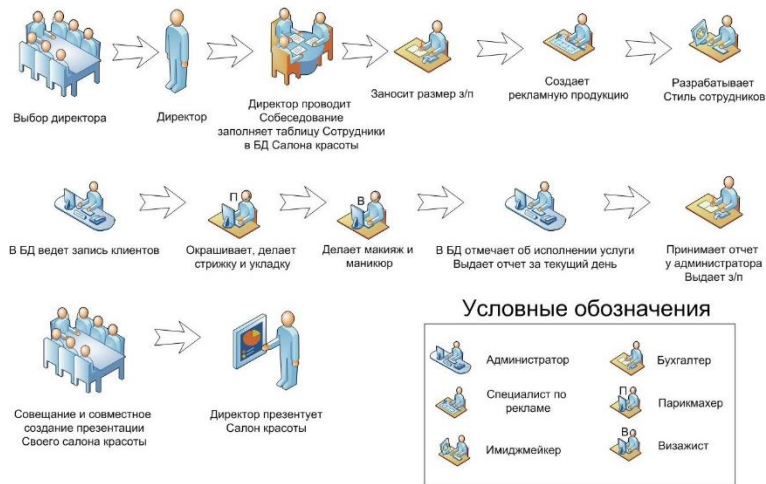 Выбор директора
Директор
Директор проводит
Собеседование
заполняет таблицу Сотрудники
в БД Салона красоты
Заносит размер з/п
Создает
рекламную продукцию
Разрабатывает
Стиль сотрудников
П
В
В БД ведет запись клиентов
Окрашивает, делает
стрижку и укладку
Делает макияж и
маникюр
В БД отмечает об исполнении услуги
Выдает отчет за текущий день
Принимает отчет
у администратора
Выдает з/п
Совещание и совместное
создание презентации
Своего салона красоты
Директор презентует
Салон красоты
Условные обозначения
Администратор
Бухгалтер
Специалист по
рекламе
П
Парикмахер
Имиджмейкер
В
Визажист